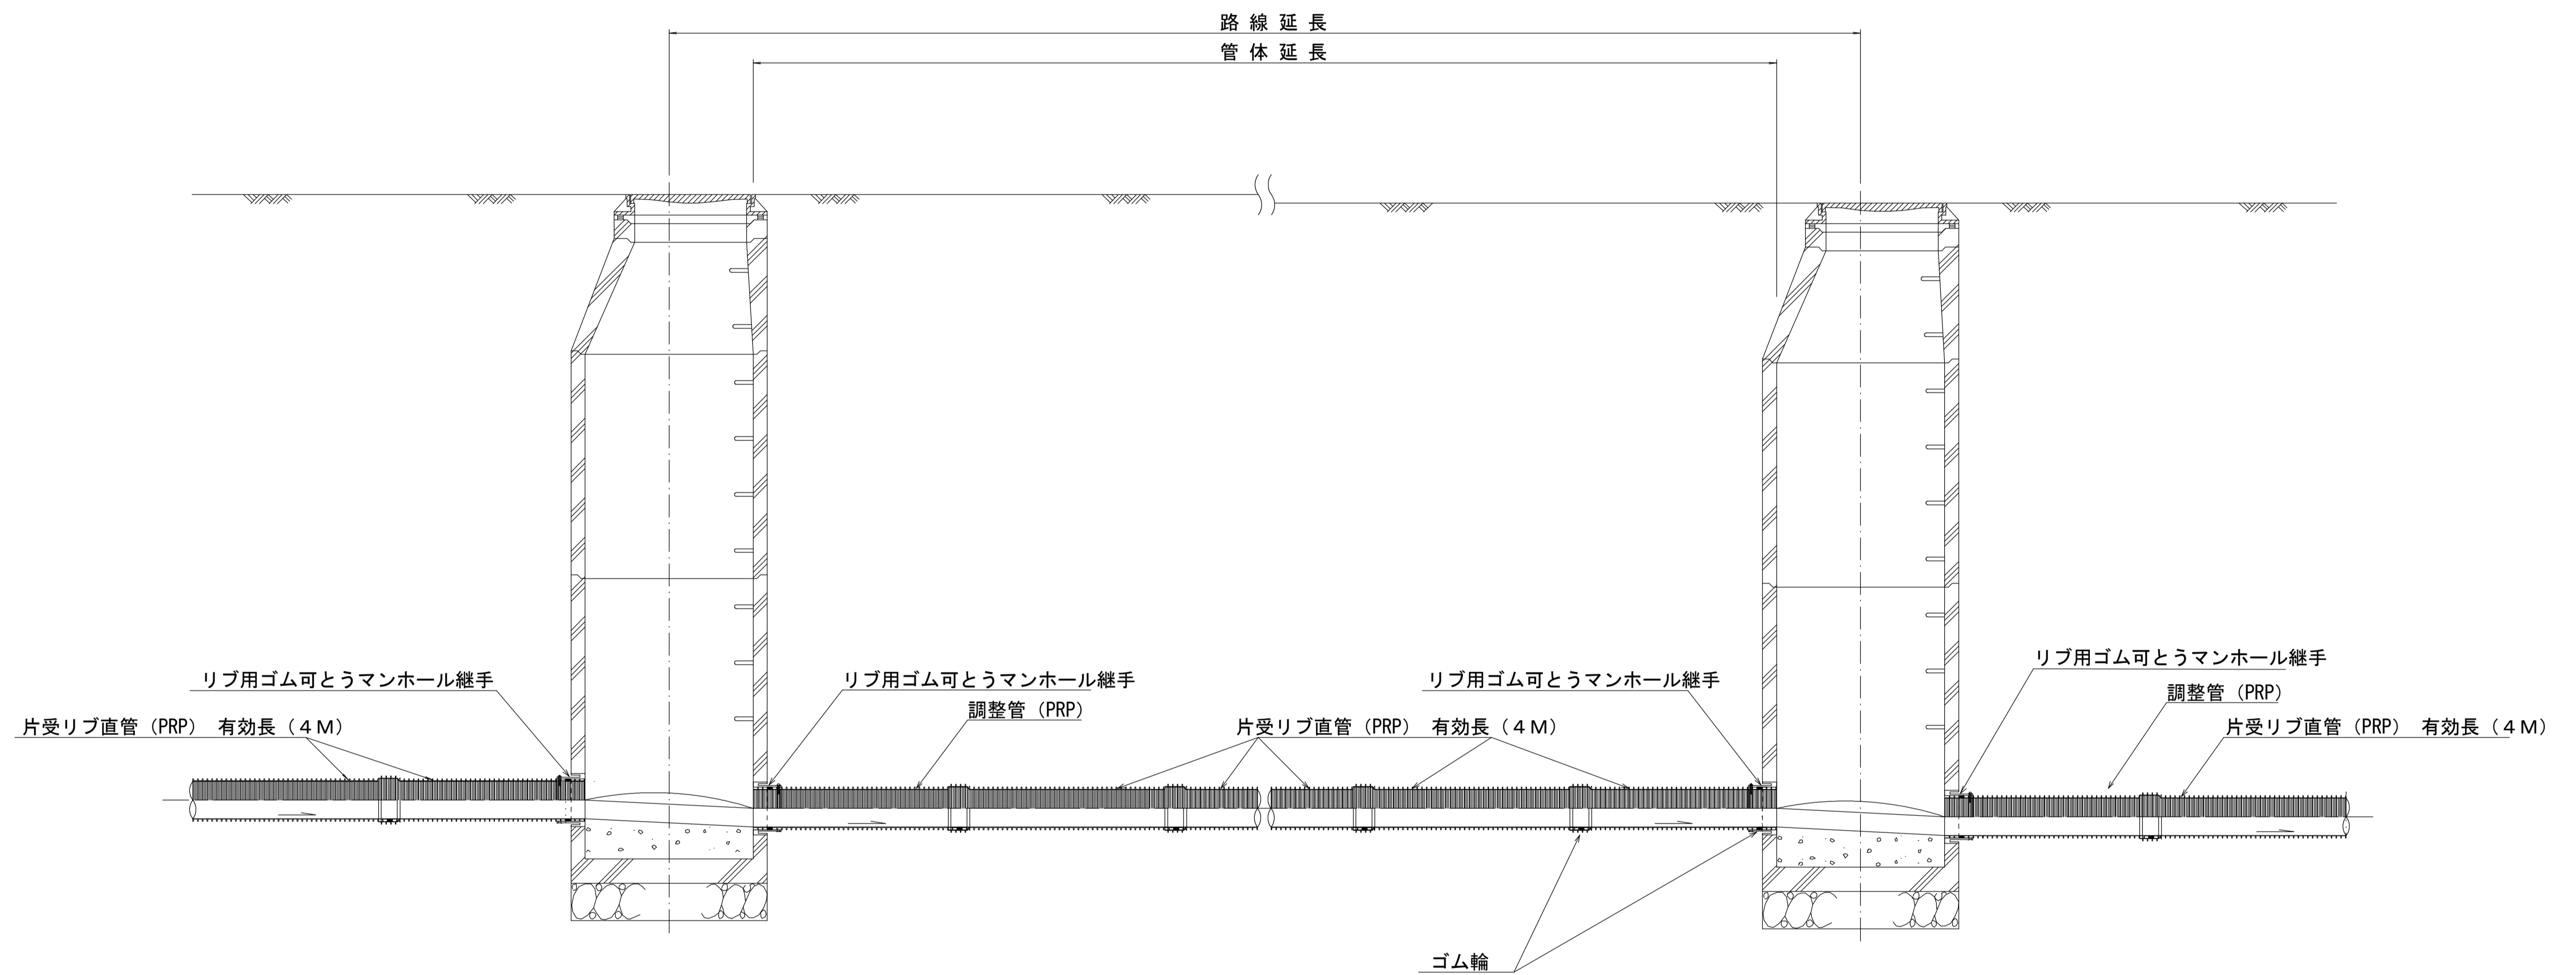 路 線 延 長
管 体 延 長
リブ用ゴム可とうマンホール継手
片受リブ直管（PRP） 有効長（４Ｍ）
リブ用ゴム可とうマンホール継手
調整管（PRP）
リブ用ゴム可とうマンホール継手
片受リブ直管（PRP） 有効長（４Ｍ）
リブ用ゴム可とうマンホール継手
調整管（PRP）
片受リブ直管（PRP） 有効長（４Ｍ）
ゴム輪